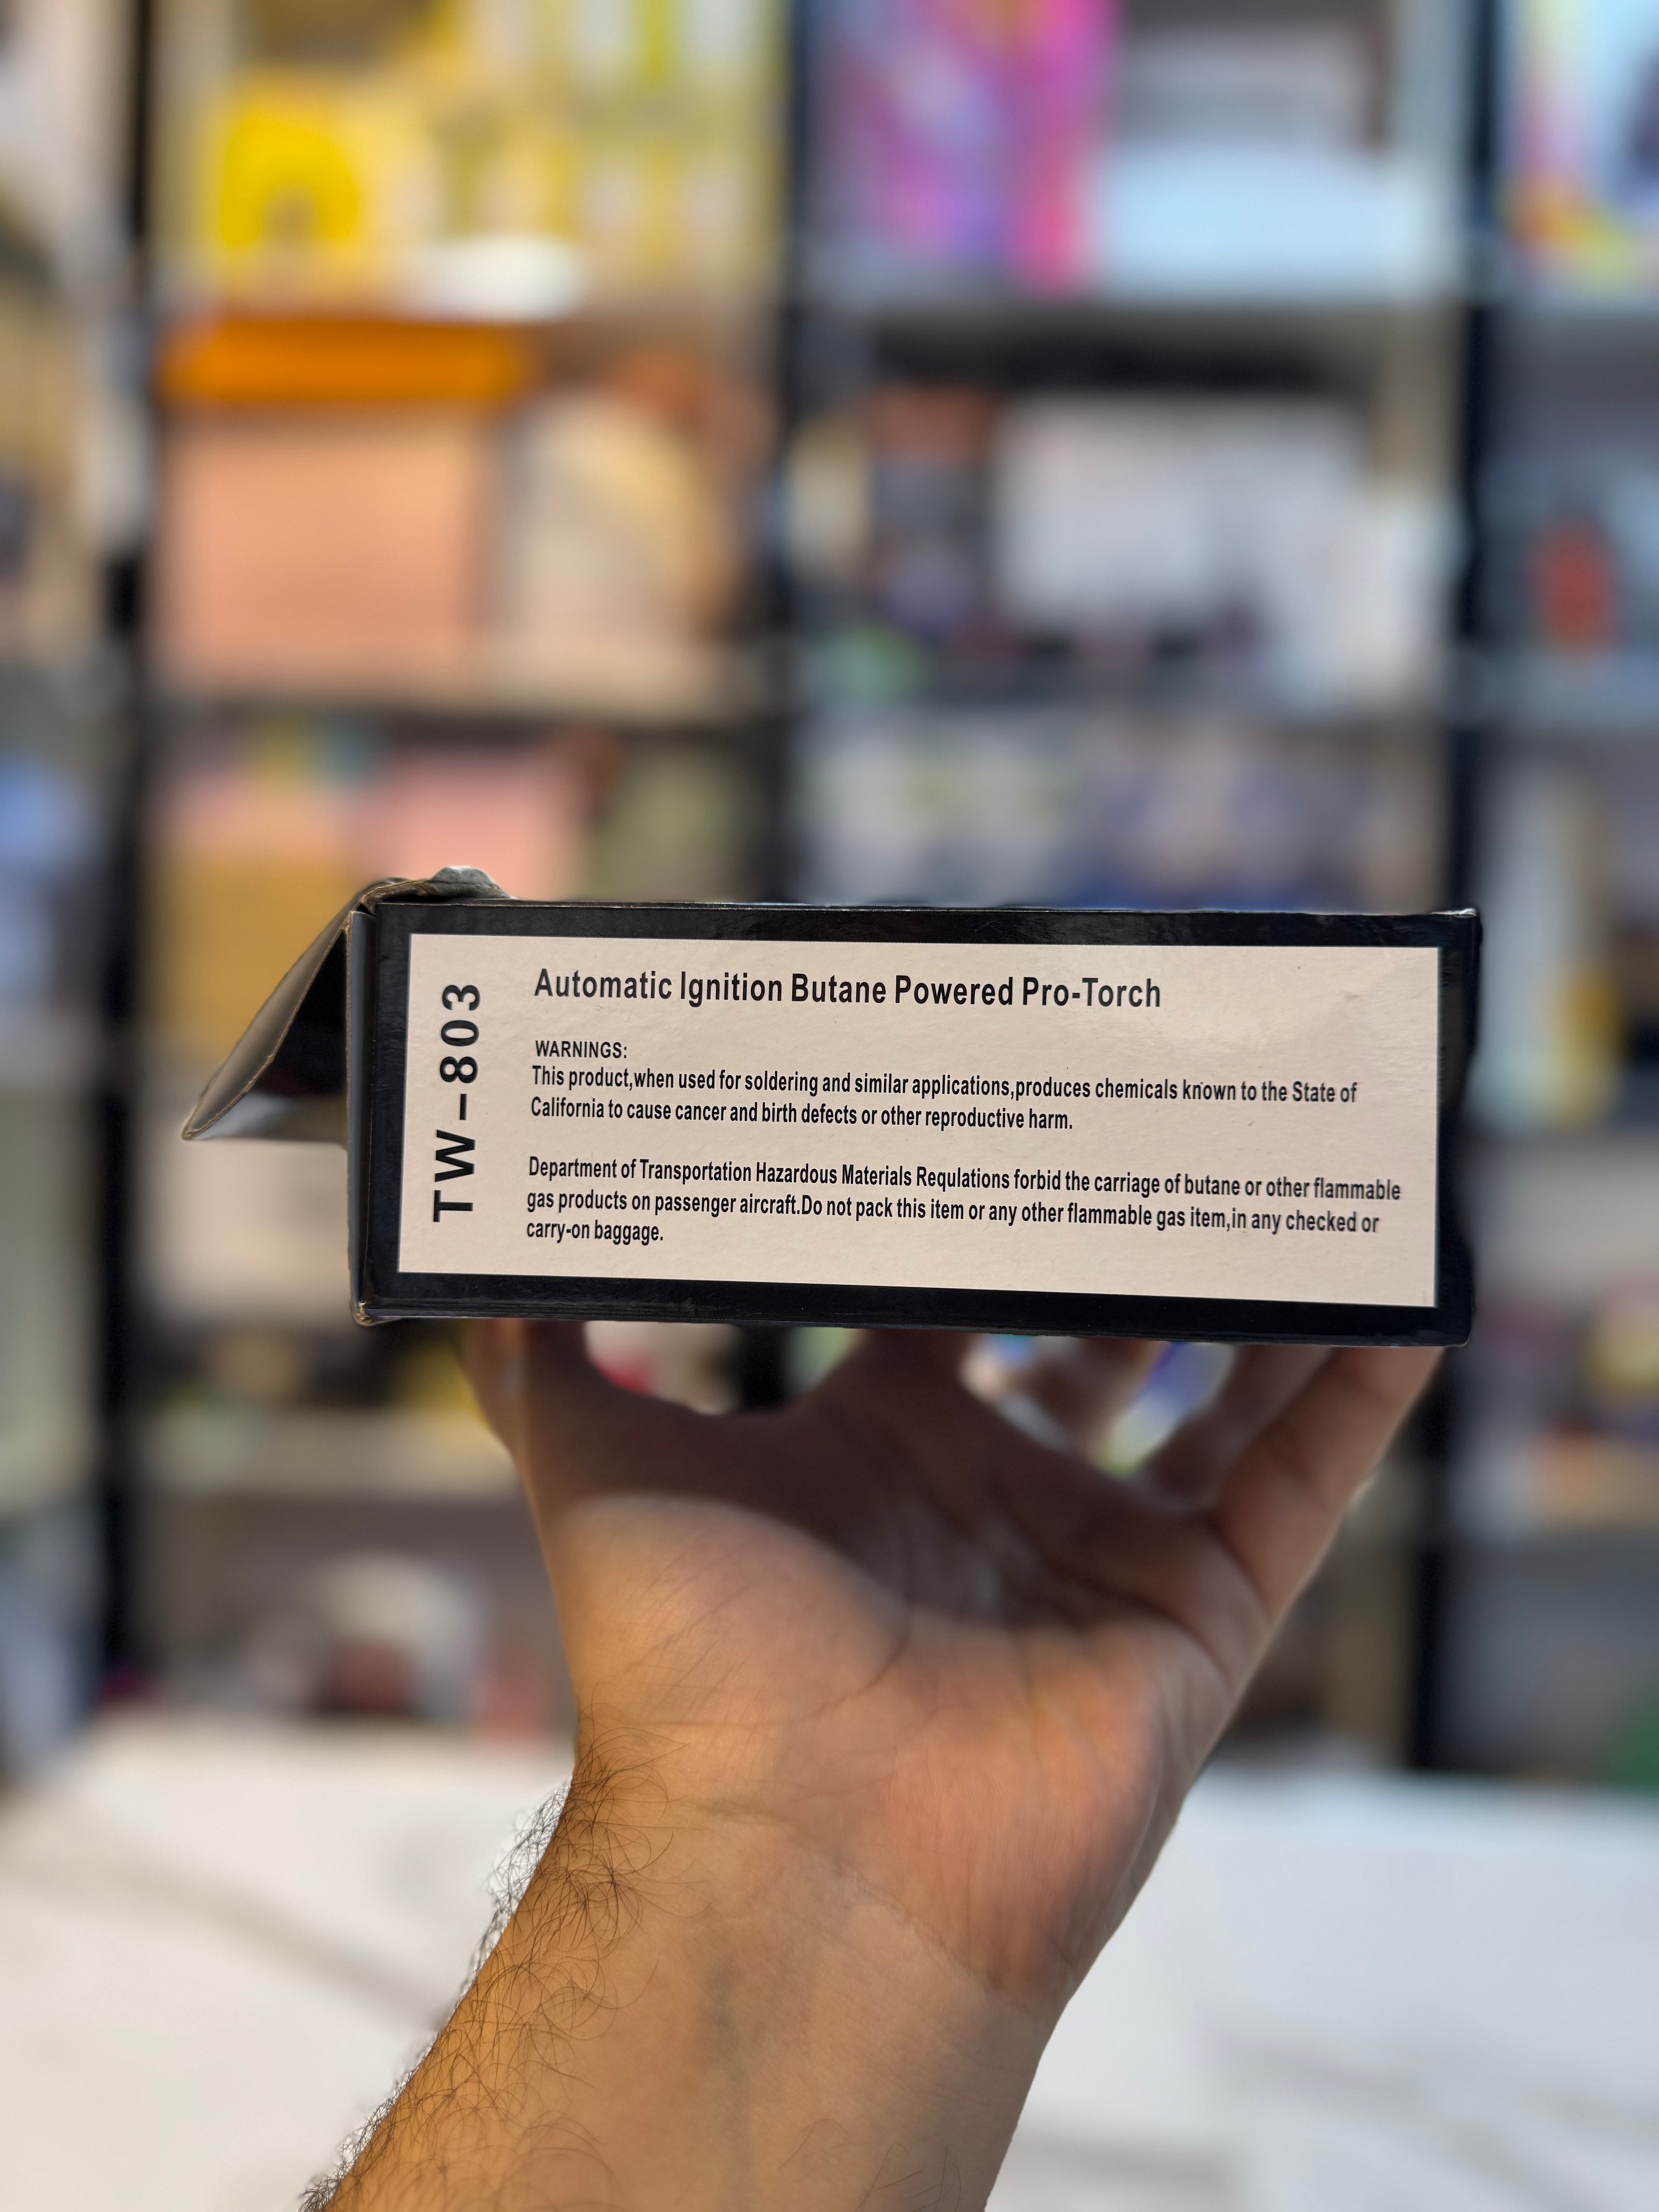 TW-803
Automatic Ignition Butane Powered Pro-Torch
WARNINGS:
This product,when used for soldering and similar applications,produces chemicals known to the State of
California to cause cancer and birth defects or other reproductive harm.
Department of Transportation Hazardous Materials Requlations forbid the carriage of butane or other flammable
gas products on passenger aircraft.Do not pack this item or any other flammable gas item,in any checked or
carry-on baggage.